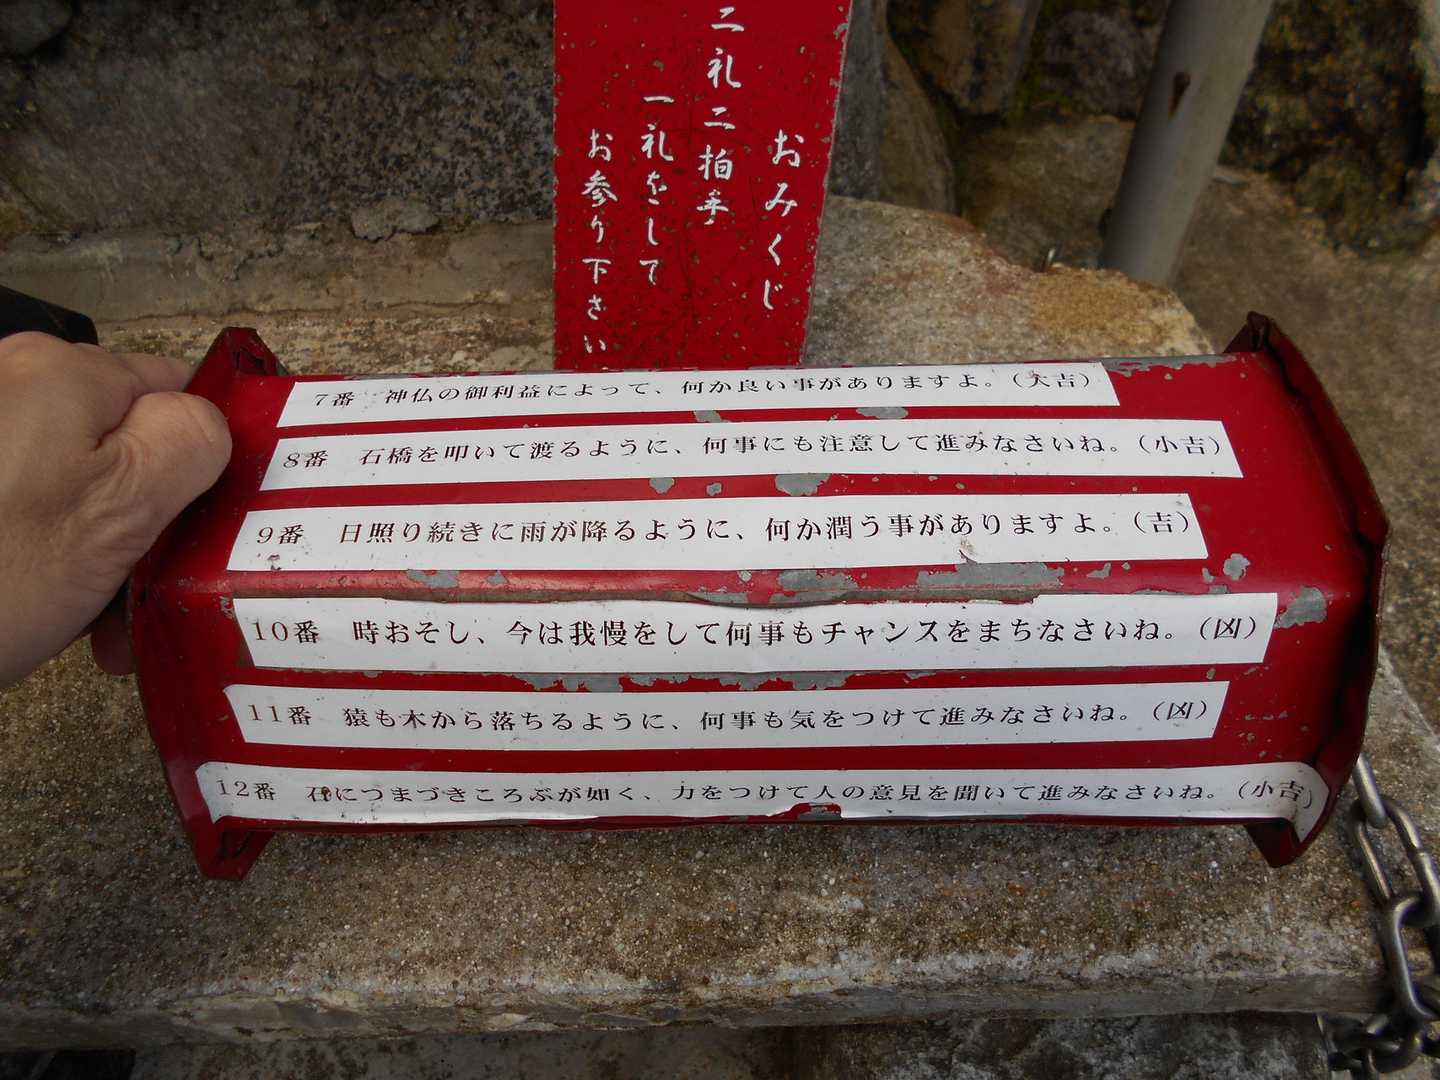 おみくじ
二礼二拍手
一礼をして
お参り下さい
7番 神仏の御利益によって、何か良い事がありますよ。(大吉)
8番 石橋を叩いて渡るように、何事にも注意して進みなさいね。(小吉)
9番 日照り続きに雨が降るように、何か潤う事がありますよ。(吉)
10番 時おそし、今は我慢をして何事もチャンスをまちなさいね。(凶)
11番 猿も木から落ちるように、何事も気をつけて進みなさいね。(凶)
12番 石につまづきころぶが如く、力をつけて人の意見を聞いて進みなさいね。(小吉)